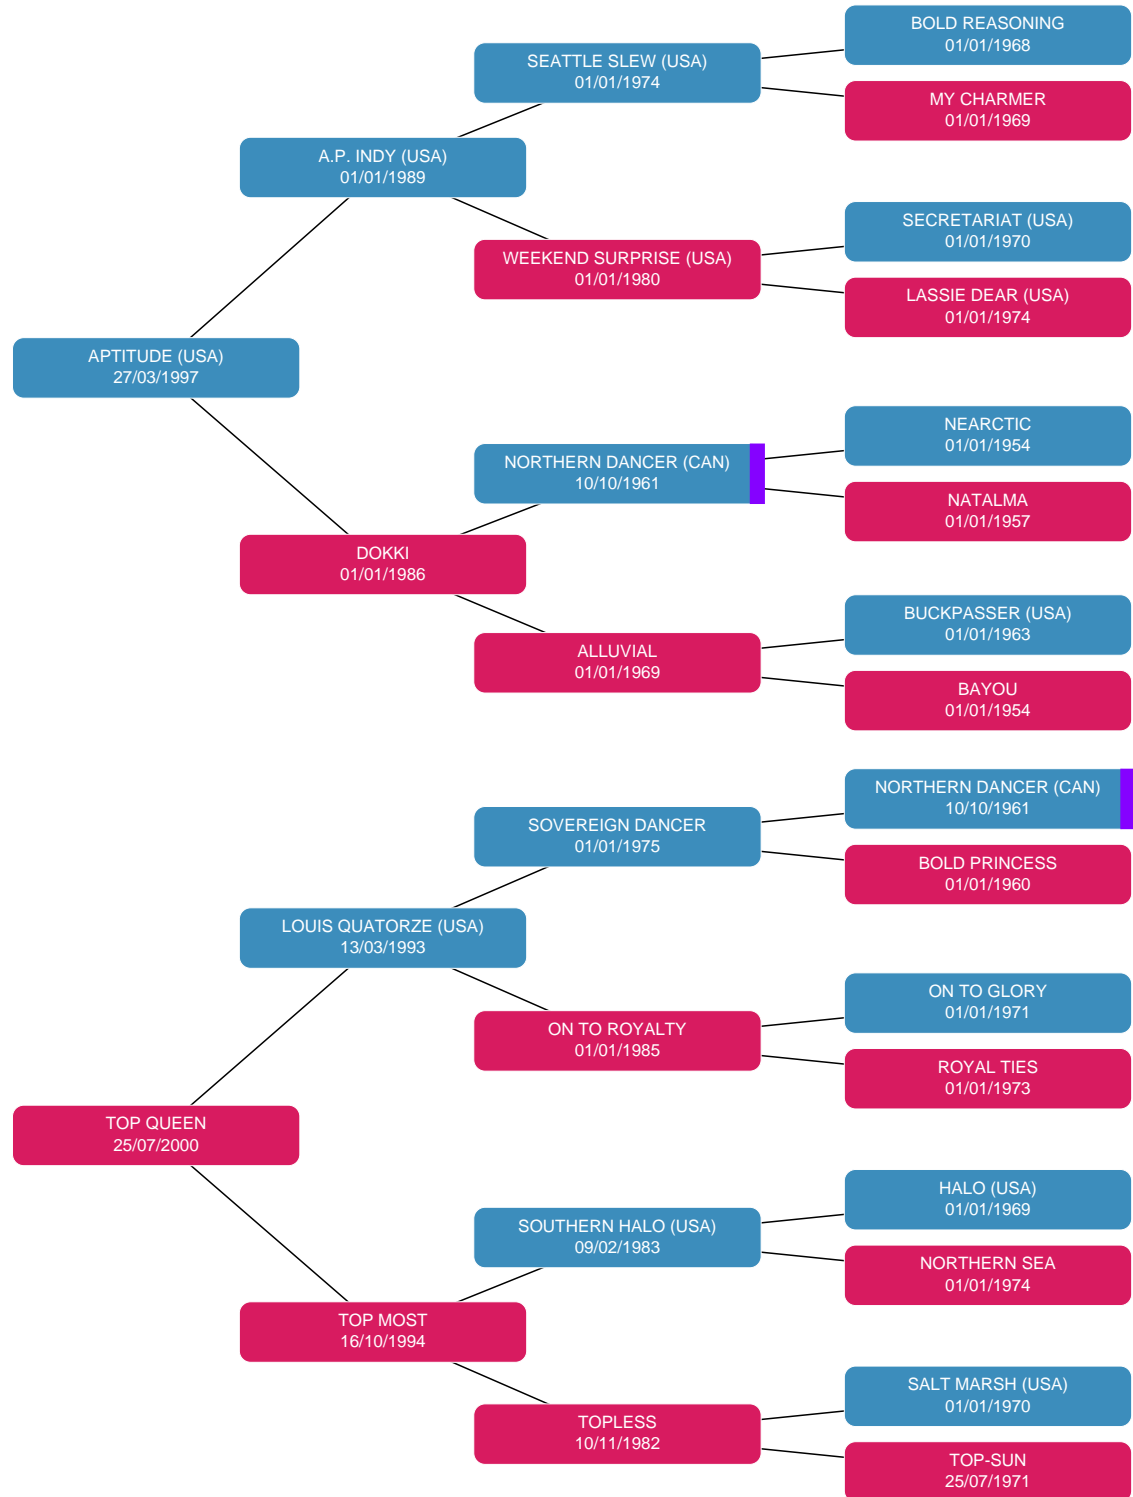 BOLD REASONING
01/01/1968
SEATTLE SLEW (USA)
01/01/1974
MY CHARMER
01/01/1969
A.P. INDY (USA)
01/01/1989
SECRETARIAT (USA)
01/01/1970
WEEKEND SURPRISE (USA)
01/01/1980
LASSIE DEAR (USA)
01/01/1974
APTITUDE (USA)
27/03/1997
NEARCTIC
01/01/1954
NORTHERN DANCER (CAN)
10/10/1961
NATALMA
01/01/1957
DOKKI
01/01/1986
BUCKPASSER (USA)
01/01/1963
ALLUVIAL
01/01/1969
BAYOU
01/01/1954
NORTHERN DANCER (CAN)
10/10/1961
SOVEREIGN DANCER
01/01/1975
BOLD PRINCESS
01/01/1960
LOUIS QUATORZE (USA)
13/03/1993
ON TO GLORY
01/01/1971
ON TO ROYALTY
01/01/1985
ROYAL TIES
01/01/1973
TOP QUEEN
25/07/2000
HALO (USA)
01/01/1969
SOUTHERN HALO (USA)
09/02/1983
NORTHERN SEA
01/01/1974
TOP MOST
16/10/1994
SALT MARSH (USA)
01/01/1970
TOPLESS
10/11/1982
TOP-SUN
25/07/1971